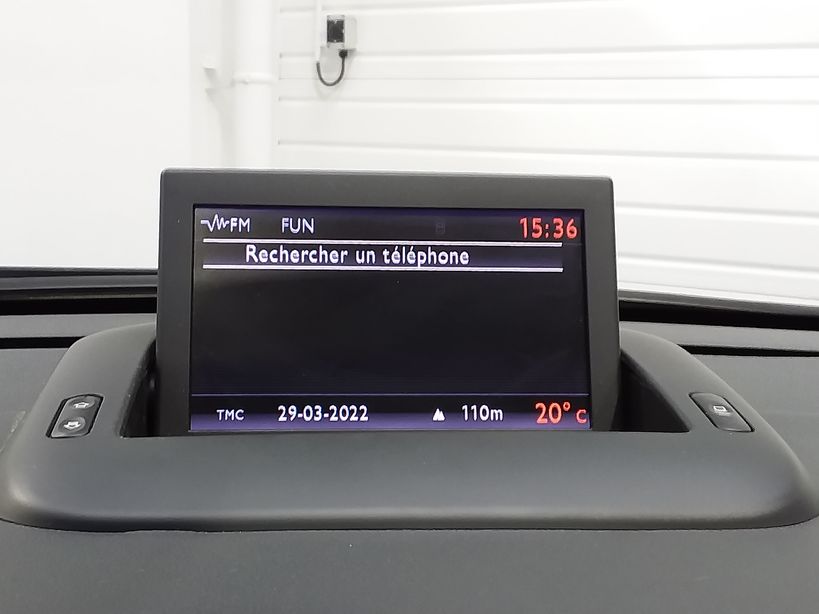 FM FUN 15:36
Rechercher un téléphone
TMC 29-03-2022 110m 20° C